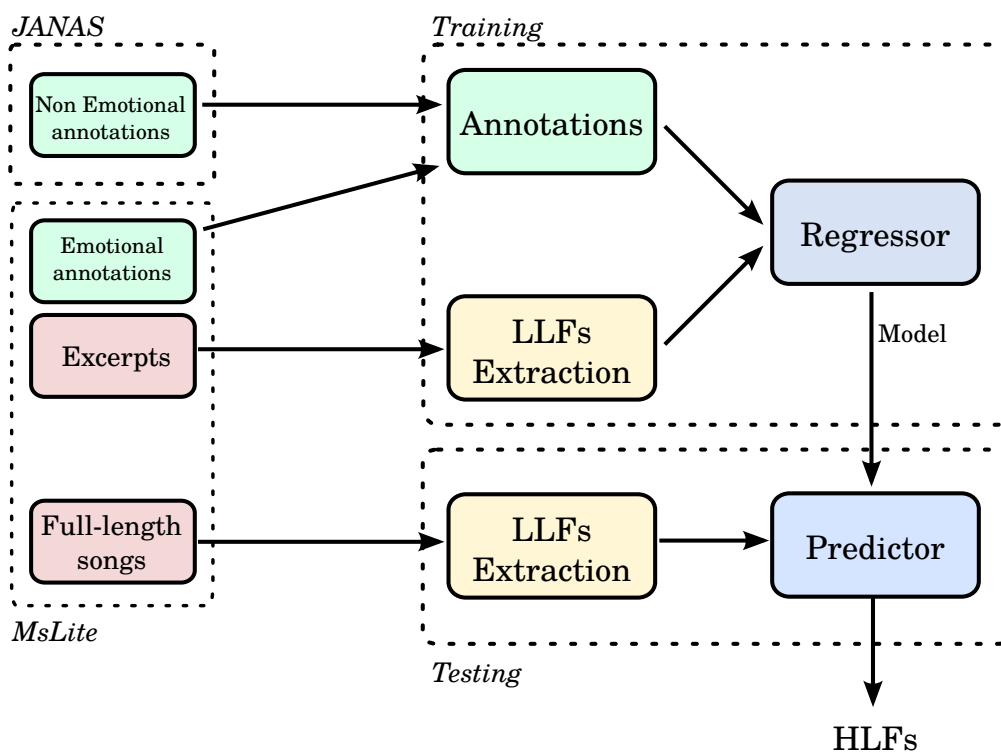 JANAS
Training
Non Emotional
annotations
Annotations
Emotional
annotations
Regressor
Excerpts
LLFs
Extraction
Model
Full-length
songs
LLFs
Extraction
Predictor
MsLite
Testing
HLFs